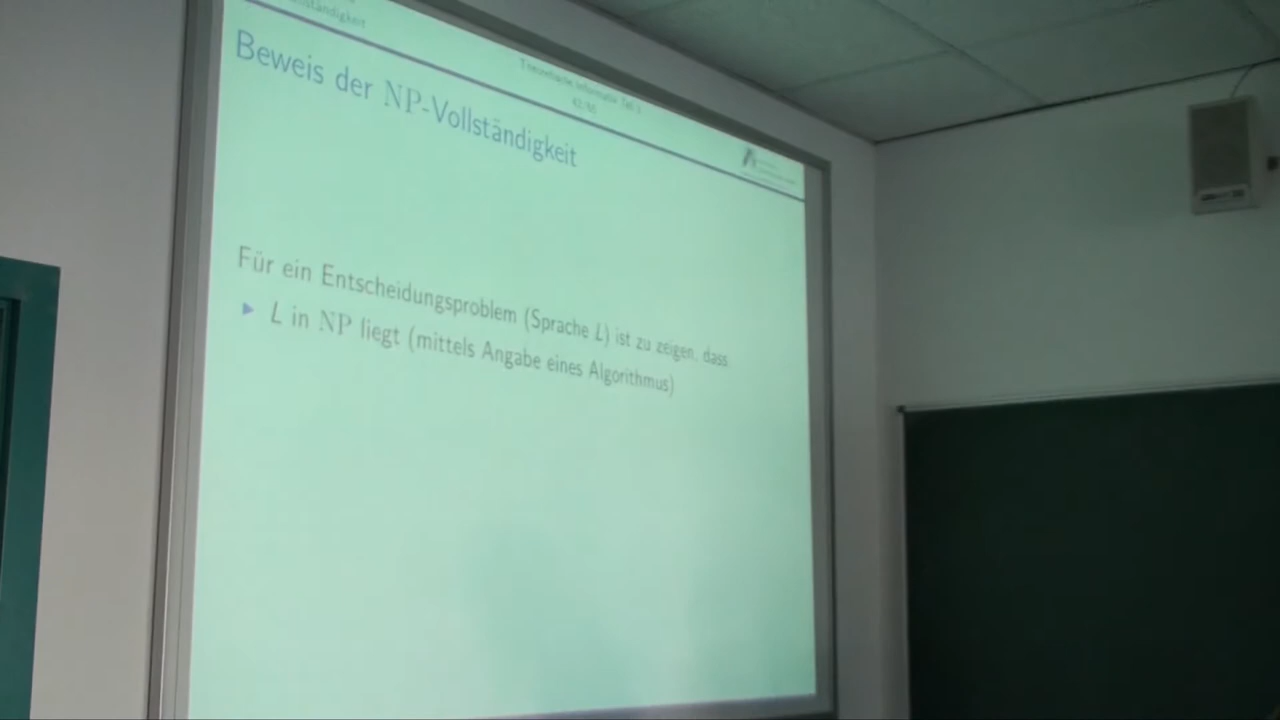 Beweis der NP-Vollständigkeit
Für ein Entscheidungsproblem (Sprache L) ist zu zeigen, dass
▶ L in NP liegt (mittels Angabe eines Algorithmus)